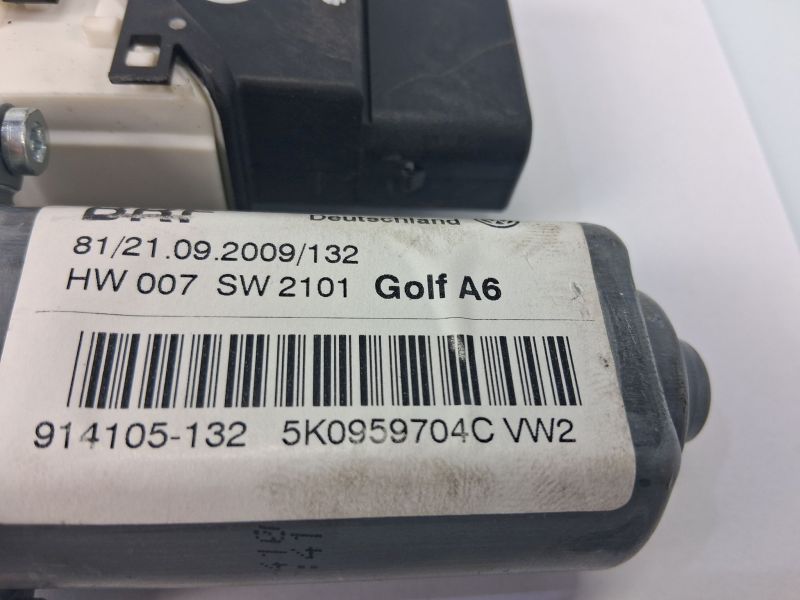 Deutschland
81/21.09.2009/132
HW 007 SW 2101 Golf A6
914105-132 5K0959704C VW2